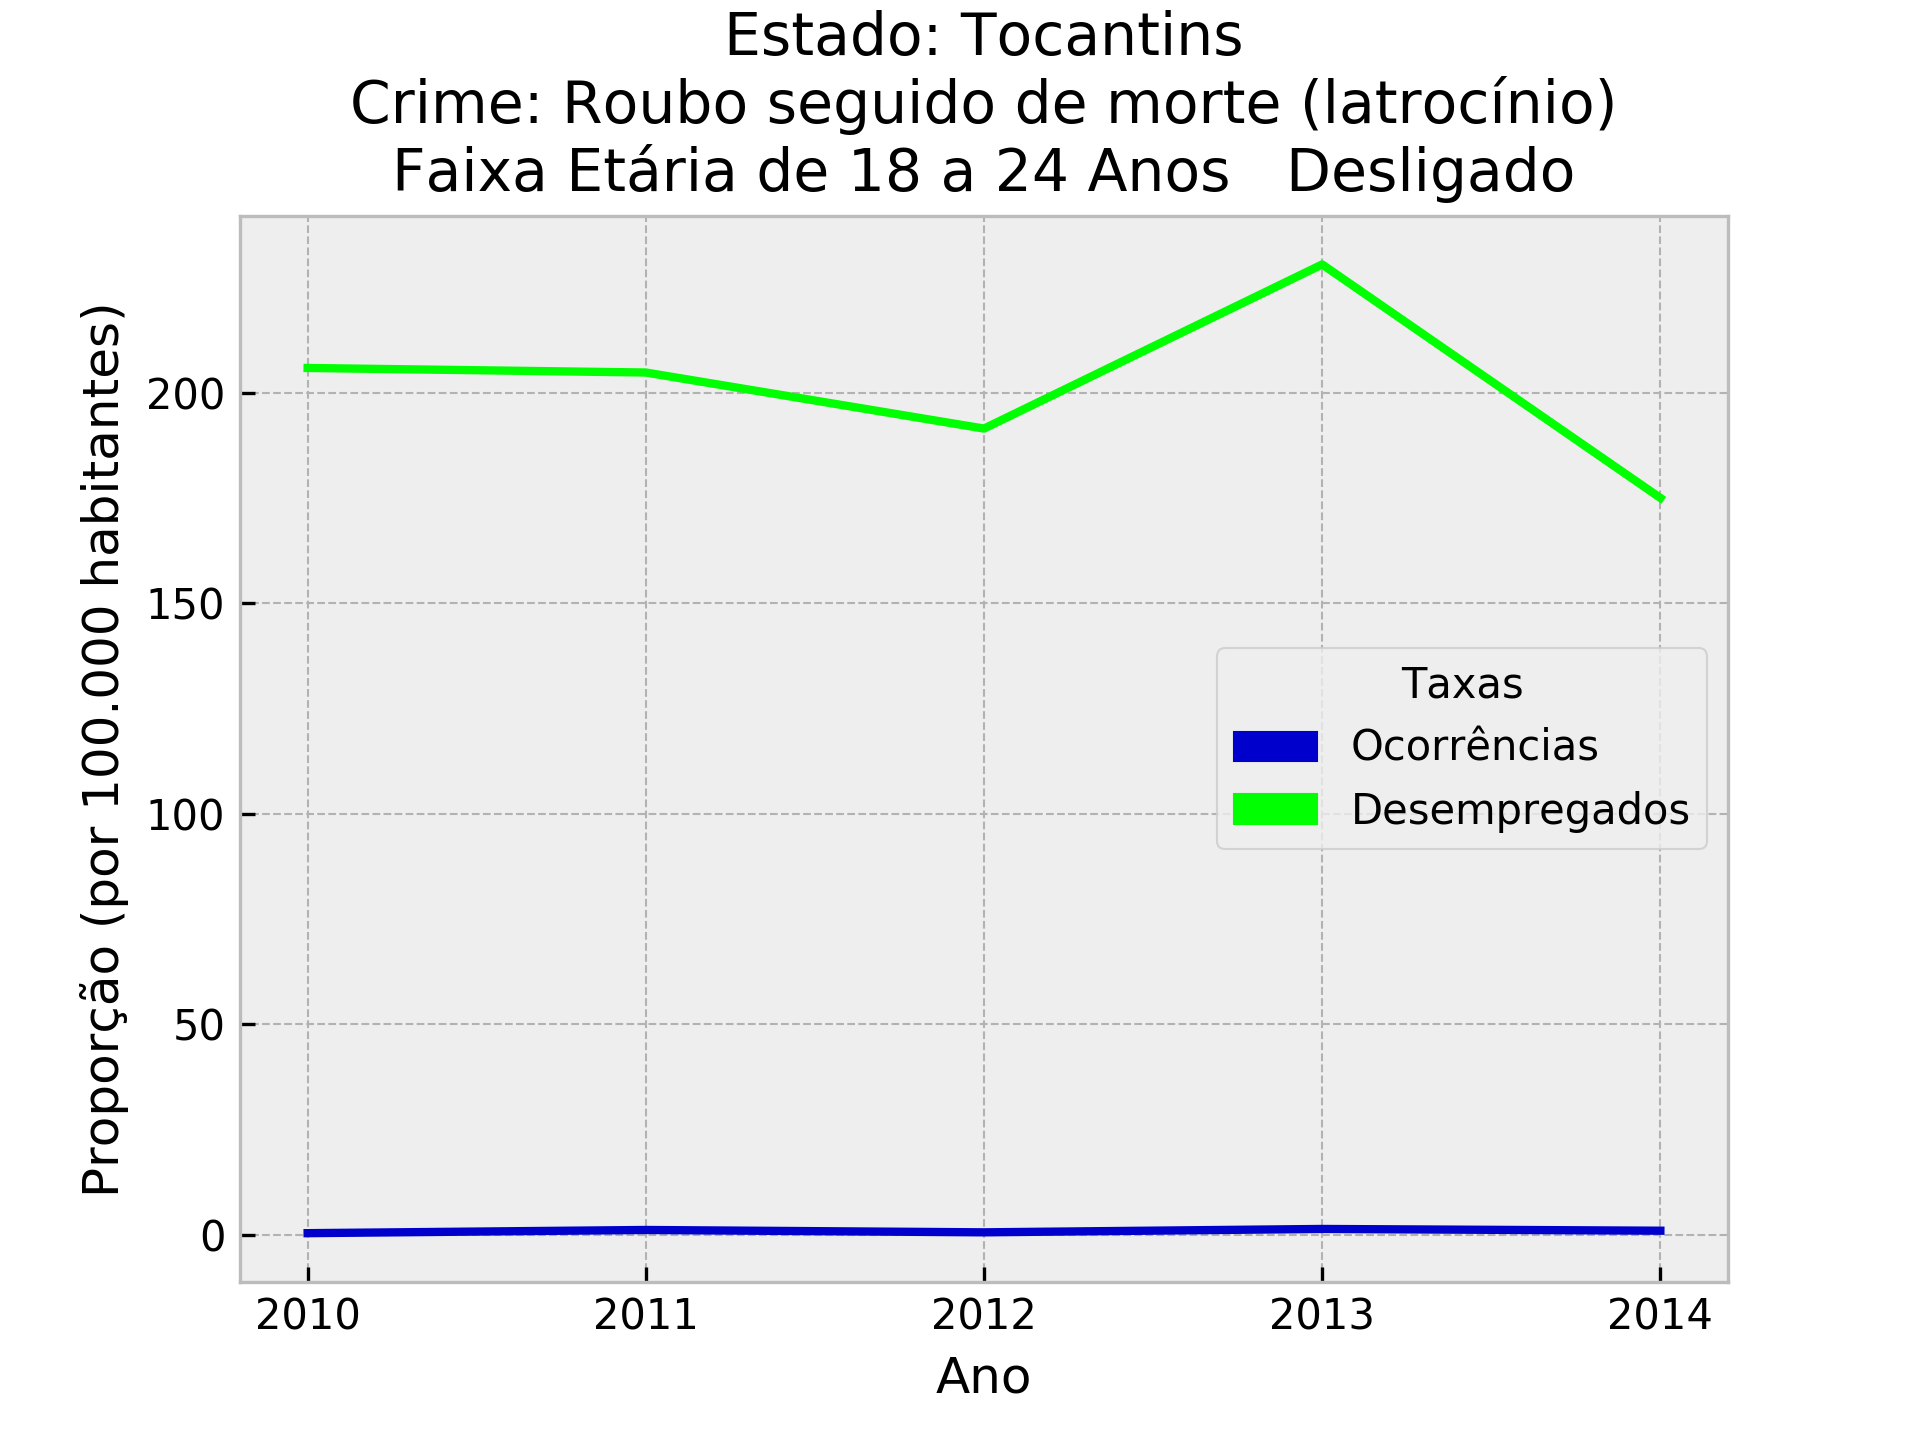 Estado: Tocantins
Crime: Roubo seguido de morte (latrocínio)
Faixa Etária de 18 a 24 Anos   Desligado
Proporção (por 100.000 habitantes)
200
150
100
50
0
Taxas
Ocorrências
Desempregados
2010 2011 2012 2013 2014
Ano